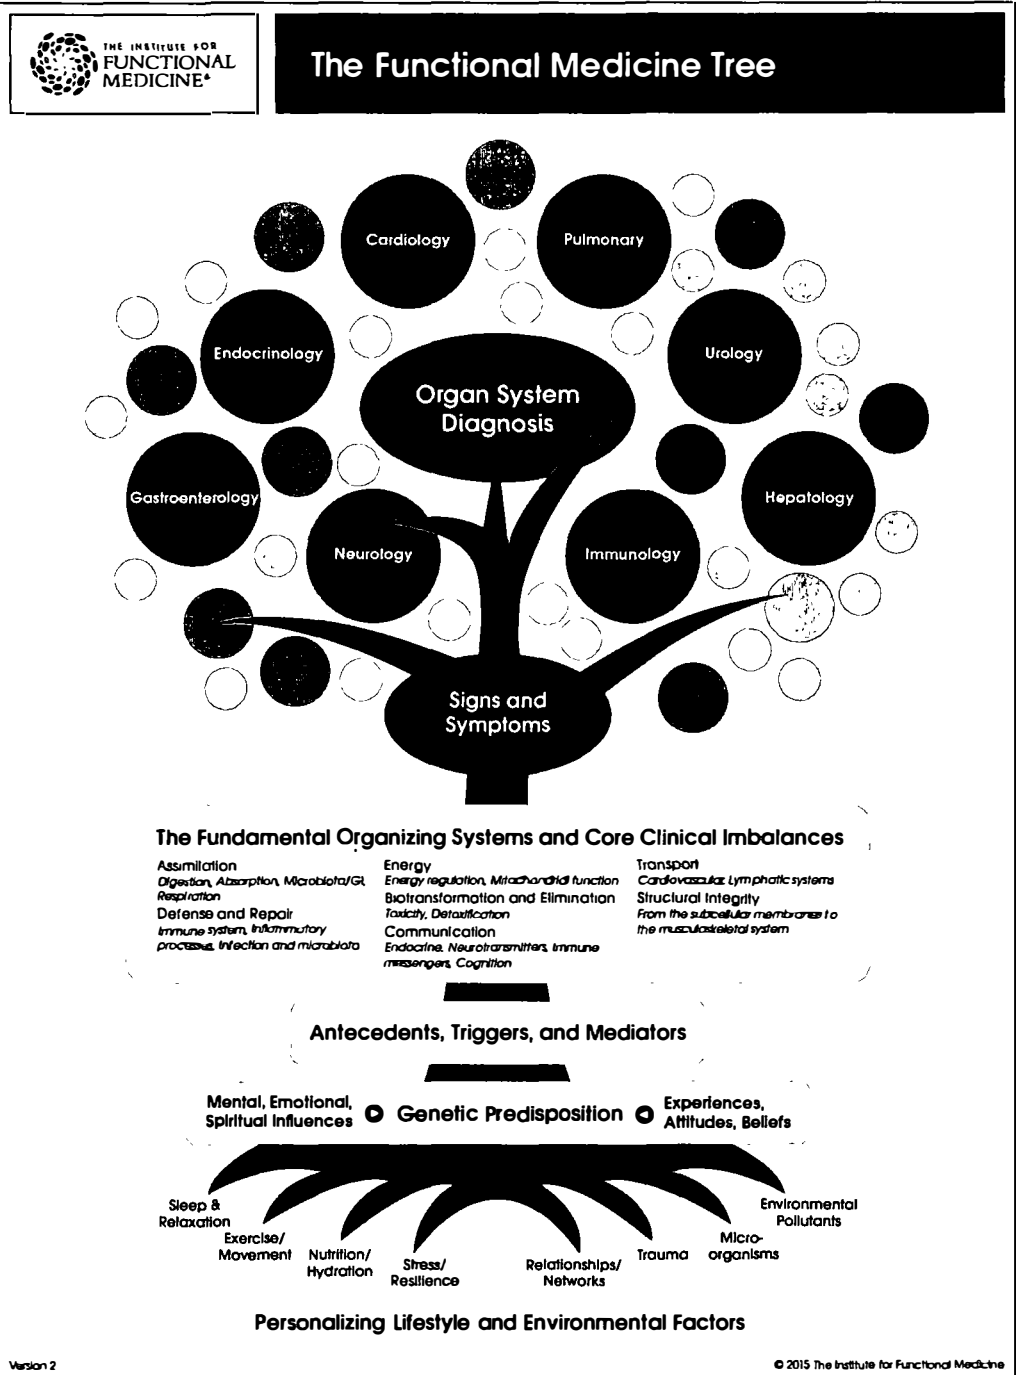 THE INSTITUTE FOR
FUNCTIONAL
MEDICINE®
The Functional Medicine Tree
Cardiology
Pulmonary
Endocrinology
Urology
Organ System
Diagnosis
Gastroenterology
Hepatology
Neurology
Immunology
Signs and
Symptoms
The Fundamental Organizing Systems and Core Clinical Imbalances
Assimilation
Digestion, Absorption, Microbiota/GI,
Respiration
Defense and Repair
Immune system, Inflammatory
processes, Infection and microbiota
Energy
Energy regulation, Mitochondrial function
Biotransformation and Elimination
Toxicity, Detoxification
Communication
Endocrine, Neurotransmitters, Immune
messengers, Cognition
Transport
Cardiovascular, Lymphatic systems
Structural Integrity
From the subcellular membranes to
the musculoskeletal system
Antecedents, Triggers, and Mediators
Mental, Emotional,
Spiritual Influences
Genetic Predisposition
Experiences,
Attitudes, Beliefs
Sleep &
Relaxation
Exercise/
Movement
Nutrition/
Hydration
Stress/
Resilience
Relationships/
Networks
Trauma
Micro-
organisms
Environmental
Pollutants
Personalizing Lifestyle and Environmental Factors
Version 2
© 2015 The Institute for Functional Medicine